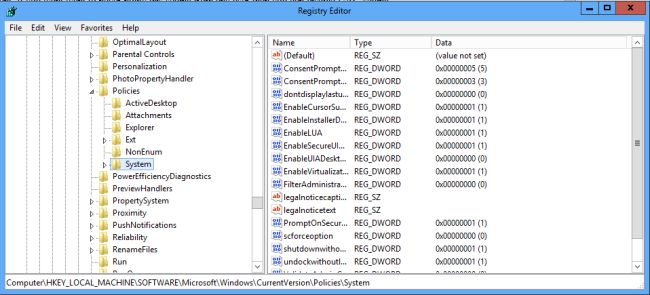 Registry Editor
File Edit View Favorites Help
OptimalLayout
Parental Controls
Personalization
PhotoPropertyHandler
Policies
ActiveDesktop
Attachments
Explorer
Ext
NonEnum
System
PowerEfficiencyDiagnostics
PreviewHandlers
PropertySystem
Proximity
PushNotifications
Reliability
RenameFiles
Run
Name Type Data
(Default) REG_SZ (value not set)
ConsentPrompt... REG_DWORD 0x00000005 (5)
ConsentPrompt... REG_DWORD 0x00000003 (3)
dontdisplaylastu... REG_DWORD 0x00000000 (0)
EnableCursorSu... REG_DWORD 0x00000001 (1)
EnableInstallerD... REG_DWORD 0x00000001 (1)
EnableLUA REG_DWORD 0x00000001 (1)
EnableSecureUI... REG_DWORD 0x00000001 (1)
EnableUIADeskt... REG_DWORD 0x00000000 (0)
EnableVirtualizat... REG_DWORD 0x00000001 (1)
FilterAdministra... REG_DWORD 0x00000000 (0)
legalnoticecapti... REG_SZ
legalnoticetext REG_SZ
PromptOnSecur... REG_DWORD 0x00000001 (1)
scforceoption REG_DWORD 0x00000000 (0)
shutdownwitho... REG_DWORD 0x00000001 (1)
undockwithout... REG_DWORD 0x00000001 (1)
Computer\HKEY_LOCAL_MACHINE\SOFTWARE\Microsoft\Windows\CurrentVersion\Policies\System